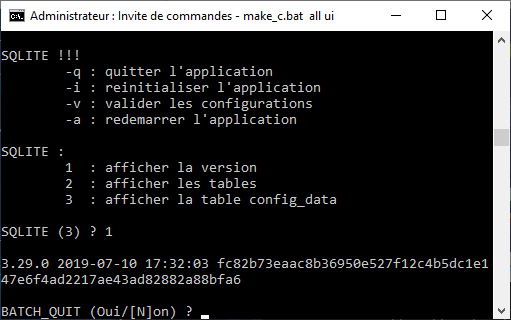 Administrateur : Invite de commandes - make_c.bat  all ui
SQLITE !!!
-q : quitter l'application
-i : reinitialiser l'application
-v : valider les configurations
-a : redemarrer l'application
SQLITE :
1  : afficher la version
2  : afficher les tables
3  : afficher la table config_data
SQLITE (3) ? 1
3.29.0 2019-07-10 17:32:03 fc82b73eaac8b36950e527f12c4b5dc1e1
47e6f4ad2217ae43ad82882a88bfa6
BATCH_QUIT (Oui/[N]on) ? _